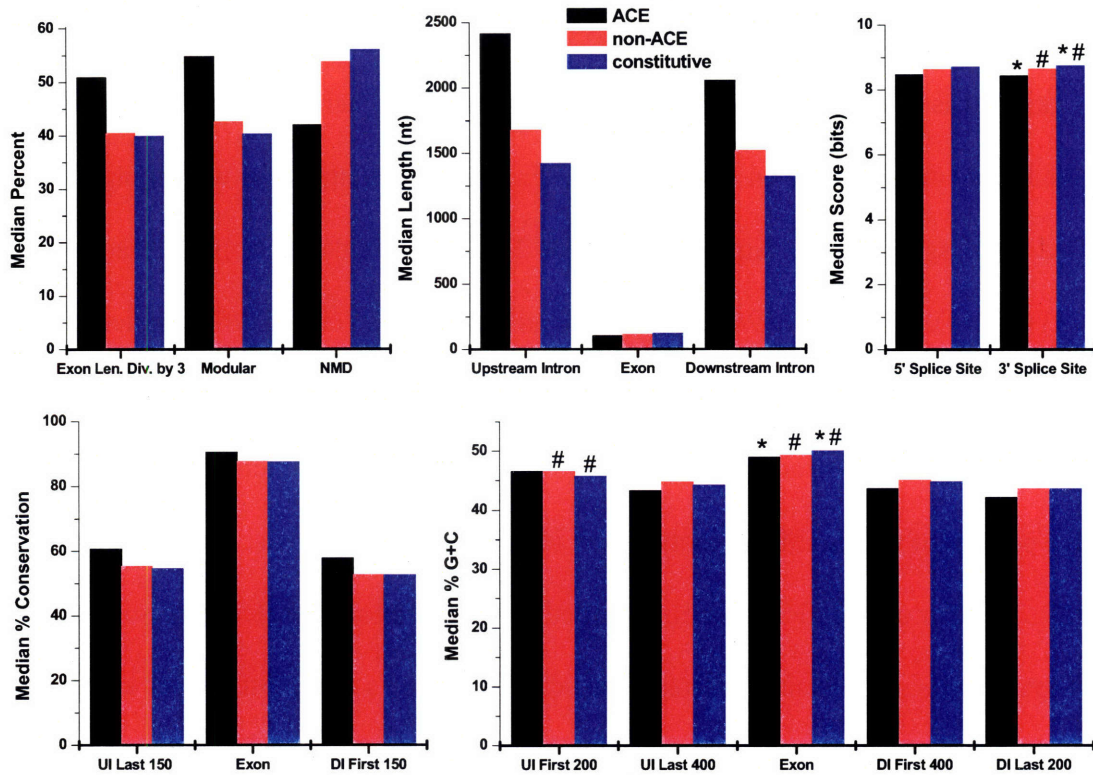 Median Percent
60
50
40
30
20
10
0
Exon Len. Div. by 3
Modular
NMD
Median Length (nt)
2500
2000
1500
1000
500
0
Upstream Intron
Exon
Downstream Intron
ACE
non-ACE
constitutive
Median Score (bits)
10
8
6
4
2
0
* # *#
5' Splice Site
3' Splice Site
Median % Conservation
100
80
60
40
20
0
UI Last 150
Exon
DI First 150
Median % G+C
50
40
30
20
10
0
# #
* # *#
UI First 200
UI Last 400
Exon
DI First 400
DI Last 200